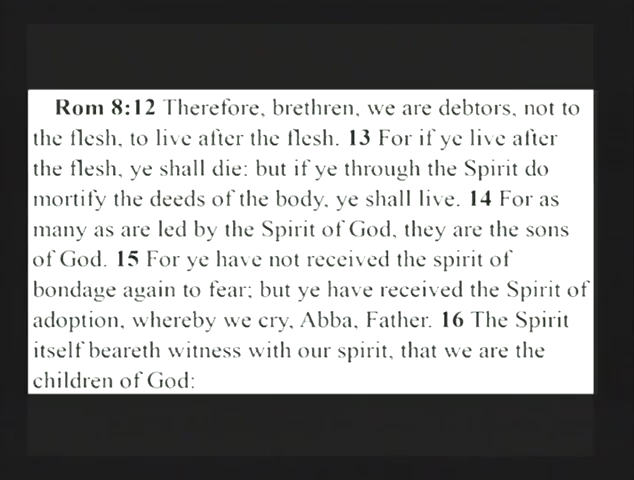 Rom 8:12 Therefore, brethren, we are debtors, not to
the flesh, to live after the flesh. 13 For if ye live after
the flesh, ye shall die: but if ye through the Spirit do
mortify the deeds of the body, ye shall live. 14 For as
many as are led by the Spirit of God, they are the sons
of God. 15 For ye have not received the spirit of
bondage again to fear; but ye have received the Spirit of
adoption, whereby we cry, Abba, Father. 16 The Spirit
itself beareth witness with our spirit, that we are the
children of God: